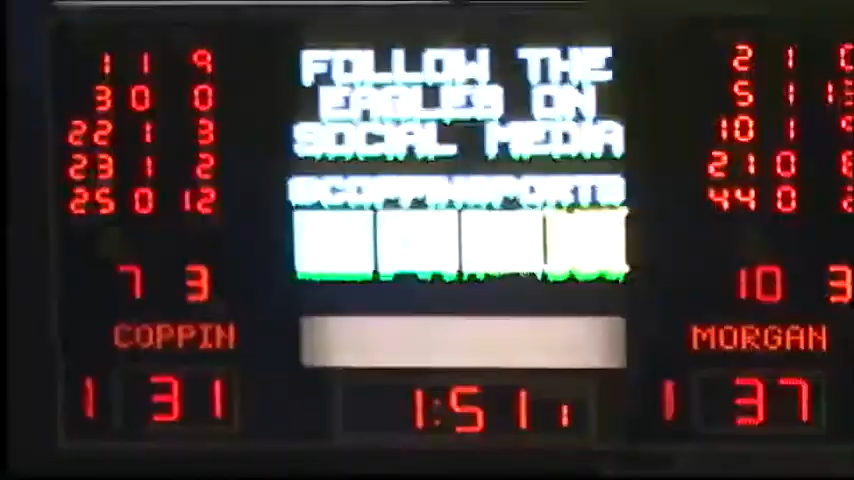 FOLLOW THE
EAGLES ON
SOCIAL MEDIA
@COPPINSPORTS
1 1 9
3 0 0
22 1 3
23 1 2
25 0 12
7 3
COPPIN
1 31
1:51
2 1
5 1
10 1
21 0
44 0
10 3
MORGAN
1 37